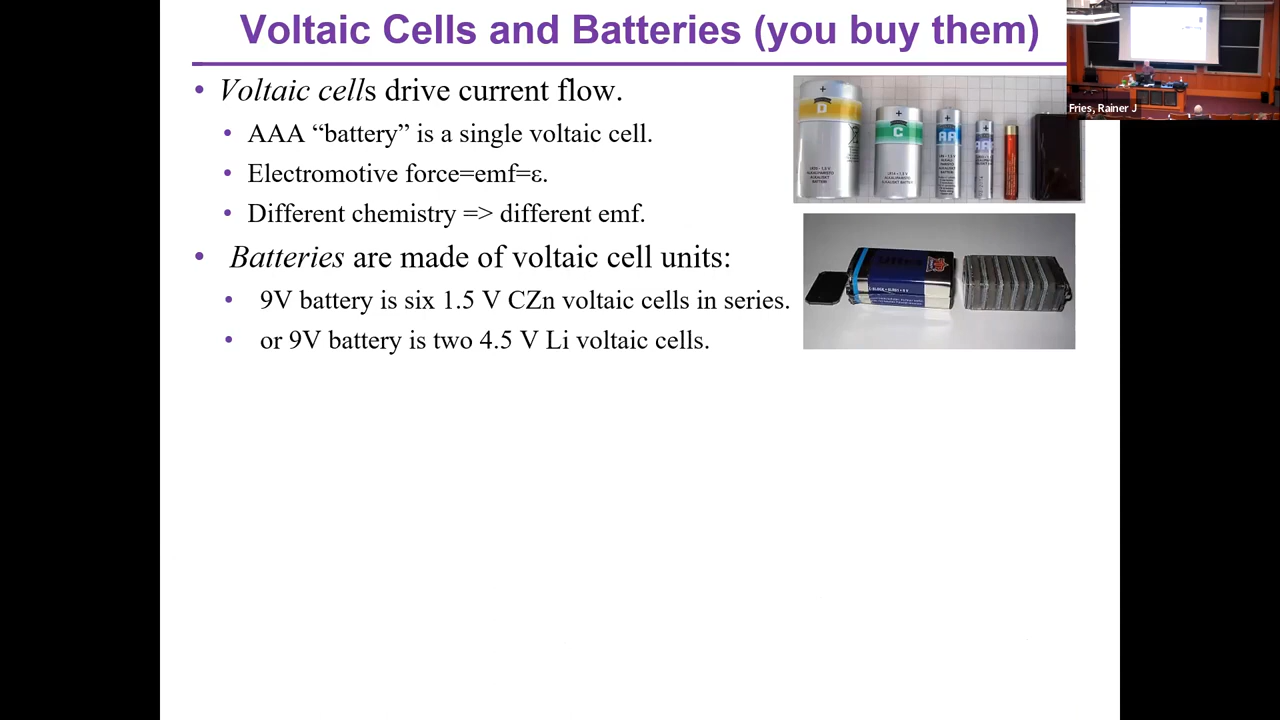 Voltaic Cells and Batteries (you buy them)
• Voltaic cells drive current flow.
• AAA “battery” is a single voltaic cell.
• Electromotive force=emf=ε.
• Different chemistry => different emf.
• Batteries are made of voltaic cell units:
• 9V battery is six 1.5 V CZn voltaic cells in series.
• or 9V battery is two 4.5 V Li voltaic cells.
+
D
+
C
+
AA
+
Fries, Rainer J